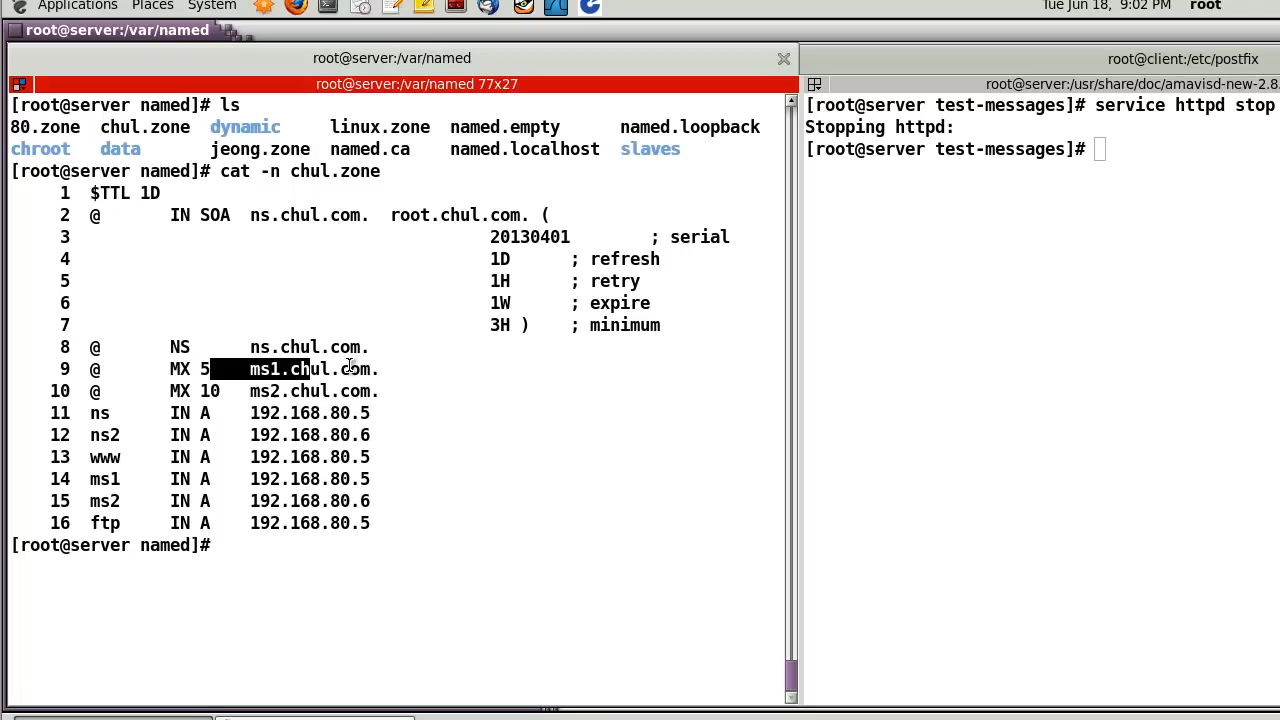 Applications Places System Tue Jun 18, 9:02 PM root
root@server:/var/named
root@server:/var/named
root@server:/var/named 77x27
[root@server named]# ls
80.zone chul.zone dynamic linux.zone named.empty named.loopback
chroot data jeong.zone named.ca named.localhost slaves
[root@server named]# cat -n chul.zone
1 $TTL 1D
2 @ IN SOA ns.chul.com. root.chul.com. (
3 20130401 ; serial
4 1D ; refresh
5 1H ; retry
6 1W ; expire
7 3H ) ; minimum
8 @ NS ns.chul.com.
9 @ MX 5 ms1.chul.com.
10 @ MX 10 ms2.chul.com.
11 ns IN A 192.168.80.5
12 ns2 IN A 192.168.80.6
13 www IN A 192.168.80.5
14 ms1 IN A 192.168.80.5
15 ms2 IN A 192.168.80.6
16 ftp IN A 192.168.80.5
[root@server named]#
root@client:/etc/postfix
root@server:/usr/share/doc/amavisd-new-2.8.
[root@server test-messages]# service httpd stop
Stopping httpd:
[root@server test-messages]#